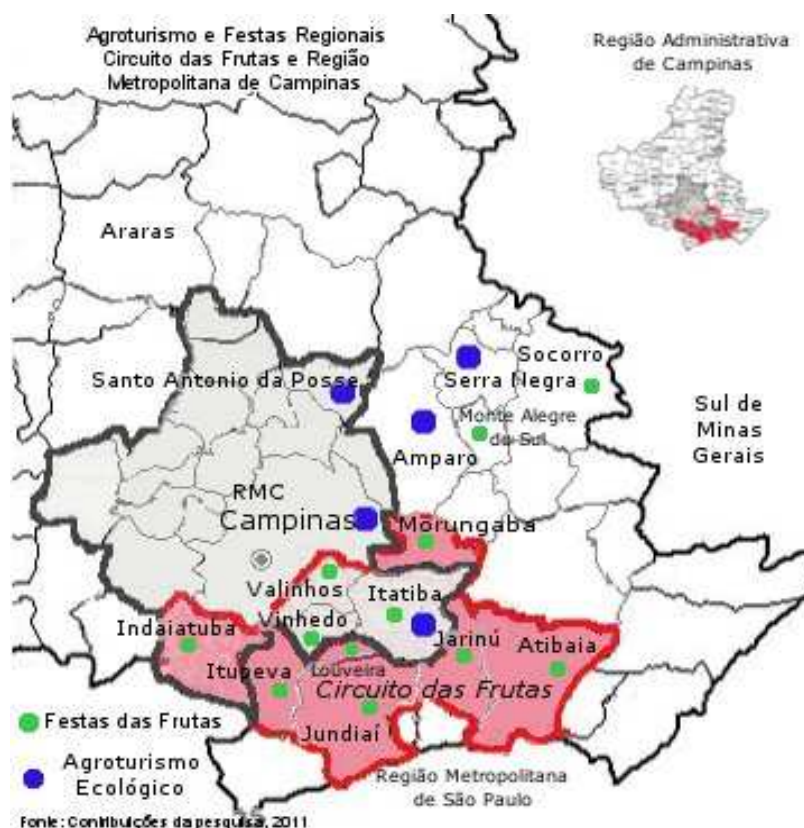 Agroturismo e Festas Regionais
Circuito das Frutas e Região
Metropolitana de Campinas
Região Administrativa
de Campinas
Araras
Socorro
Santo Antonio da Posse
Serra Negra
Monte Alegre
do Sul
Sul de
Minas
Gerais
Amparo
RMC
Campinas
Morungaba
Valinhos
Itatiba
Vinhedo
Indaiatuba
Jarinú
Atibaia
Itupeva
Louveira
Circuito das Frutas
Festas das Frutas
Jundiaí
Agroturismo
Ecológico
Região Metropolitana
de São Paulo
Fonte: Contribuições da pesquisa, 2011